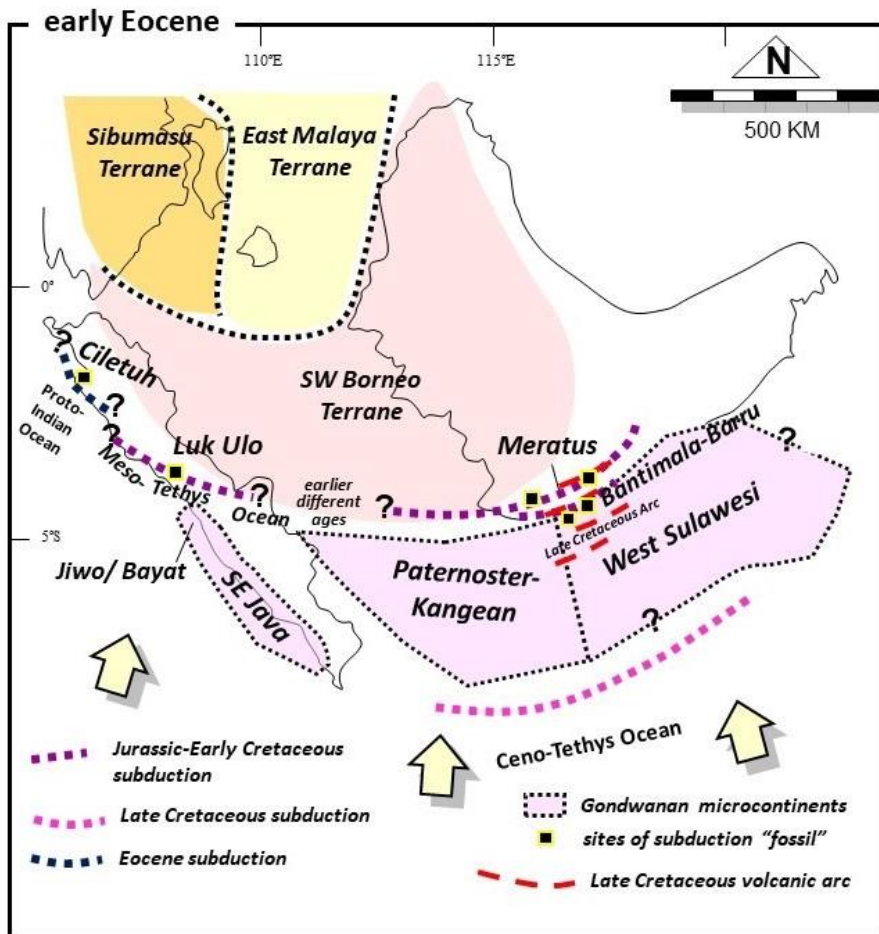 early Eocene
110°E
115°E
N
500 KM
Sibumasu
Terrane
East Malaya
Terrane
0°
?
Ciletuh
Proto-
Indian
Ocean
?
?
SW Borneo
Terrane
Luk Ulo
Meso- Tethys
Ocean
?
earlier
different
ages
?
Meratus
Bantimala-Barru
?
Late Cretaceous Arc
West Sulawesi
5°S
Jiwo/ Bayat
SE Java
Paternoster-
Kangean
?
Ceno-Tethys Ocean
Jurassic-Early Cretaceous
subduction
Late Cretaceous subduction
Eocene subduction
Gondwanan microcontinents
sites of subduction “fossil”
Late Cretaceous volcanic arc